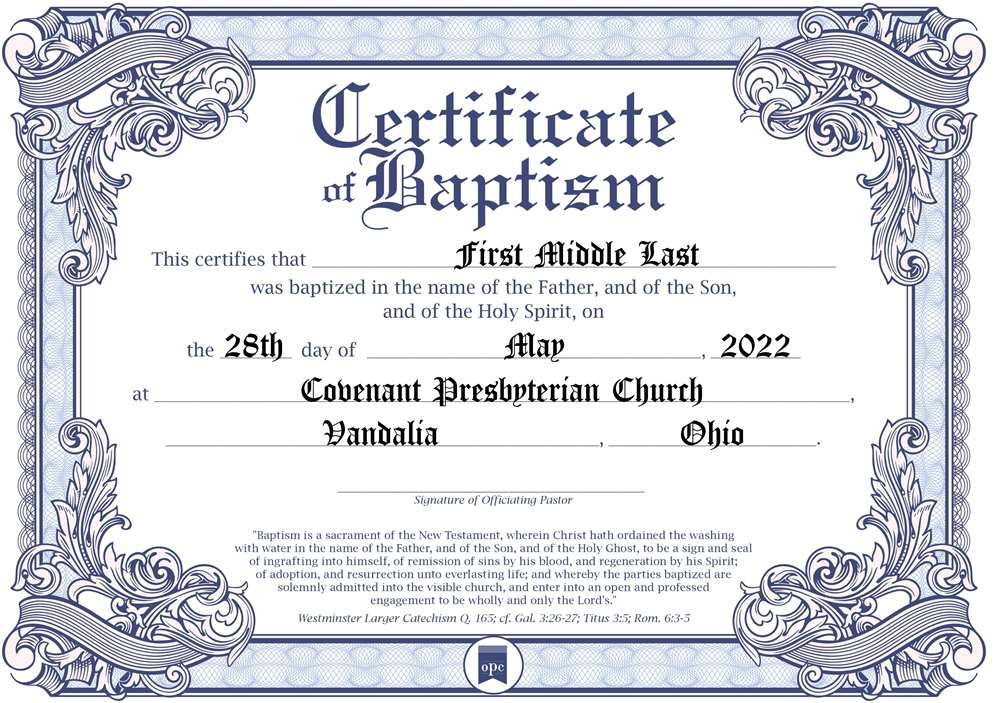 Certificate
of Baptism
This certifies that First Middle Last
was baptized in the name of the Father, and of the Son,
and of the Holy Spirit, on
the 28th day of May, 2022
at Covenant Presbyterian Church,
Vandalia, Ohio.
Signature of Officiating Pastor
"Baptism is a sacrament of the New Testament, wherein Christ hath ordained the washing
with water in the name of the Father, and of the Son, and of the Holy Ghost, to be a sign and seal
of ingrafting into himself, of remission of sins by his blood, and regeneration by his Spirit;
of adoption, and resurrection unto everlasting life; and whereby the parties baptized are
solemnly admitted into the visible church, and enter into an open and professed
engagement to be wholly and only the Lord's."
Westminster Larger Catechism Q. 165; cf. Gal. 3:26-27; Titus 3:5; Rom. 6:3-5
opc